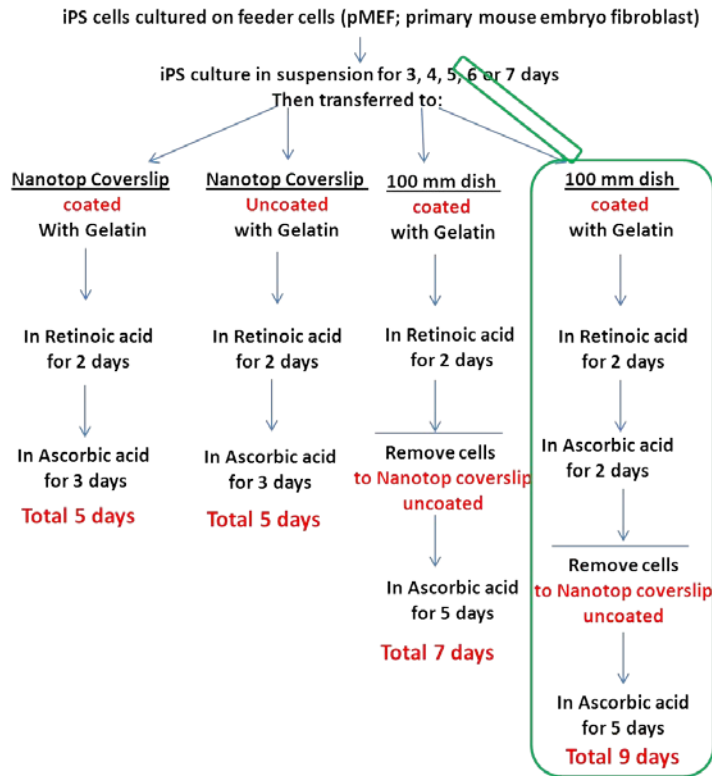 iPS cells cultured on feeder cells (pMEF; primary mouse embryo fibroblast)
iPS culture in suspension for 3, 4, 5, 6 or 7 days
Then transferred to:
Nanotop Coverslip
coated
With Gelatin
In Retinoic acid
for 2 days
In Ascorbic acid
for 3 days
Total 5 days
Nanotop Coverslip
Uncoated
with Gelatin
In Retinoic acid
for 2 days
In Ascorbic acid
for 3 days
Total 5 days
100 mm dish
coated
with Gelatin
In Retinoic acid
for 2 days
Remove cells
to Nanotop coverslip
uncoated
In Ascorbic acid
for 5 days
Total 7 days
100 mm dish
coated
with Gelatin
In Retinoic acid
for 2 days
In Ascorbic acid
for 2 days
Remove cells
to Nanotop coverslip
uncoated
In Ascorbic acid
for 5 days
Total 9 days